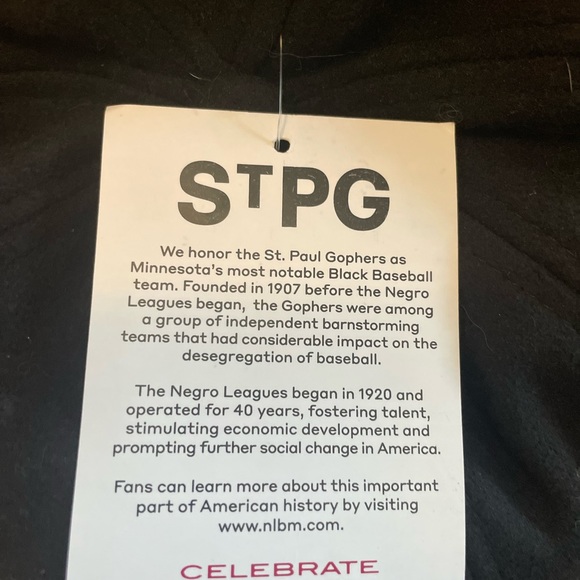 STPG
We honor the St. Paul Gophers as
Minnesota's most notable Black Baseball
team. Founded in 1907 before the Negro
Leagues began, the Gophers were among
a group of independent barnstorming
teams that had considerable impact on the
desegregation of baseball.
The Negro Leagues began in 1920 and
operated for 40 years, fostering talent,
stimulating economic development and
prompting further social change in America.
Fans can learn more about this important
part of American history by visiting
www.nlbm.com.
CELEBRATE